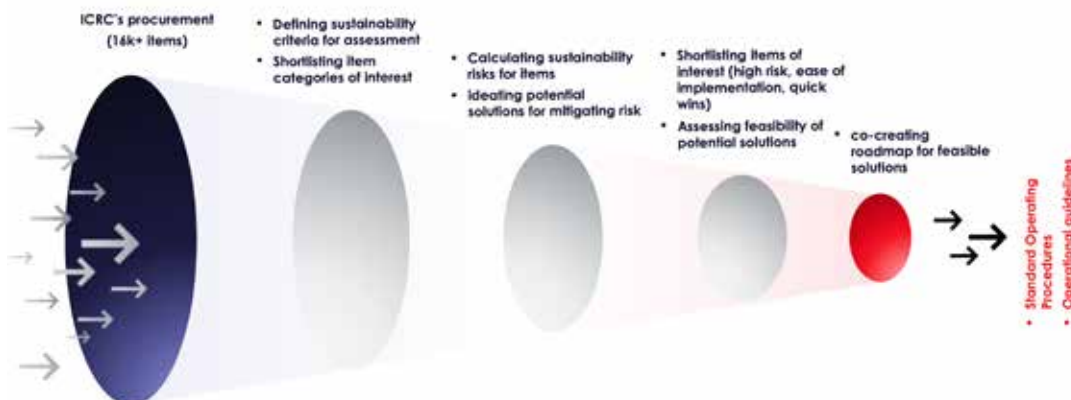 ICRC's procurement
(16k+ items)
• Defining sustainability
criteria for assessment
• Shortlisting item
categories of interest
• Calculating sustainability
risks for items
• ideating potential
solutions for mitigating risk
• Shortlisting items of
interest (high risk, ease of
implementation, quick
wins)
• Assessing feasibility of
potential solutions
• co-creating
roadmap for feasible
solutions
• Standard Operating
Procedures
• Operational guidelines